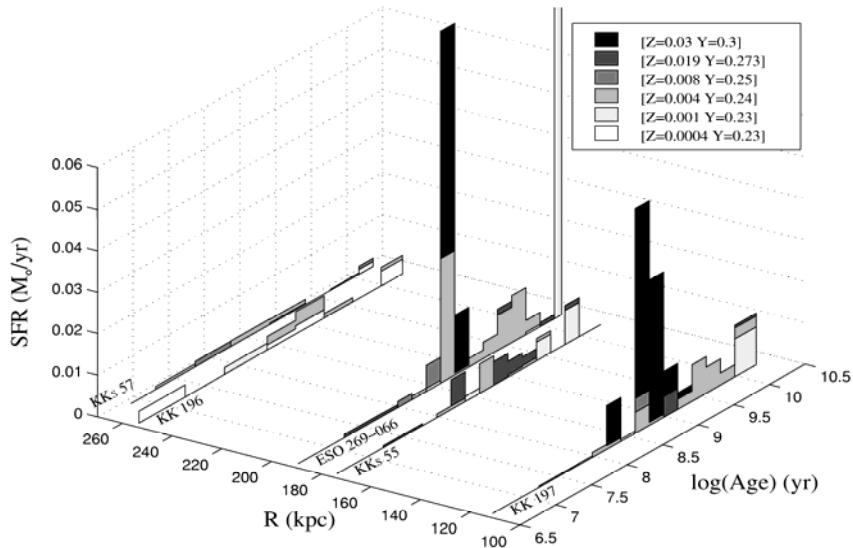 [Z=0.03 Y=0.3]
[Z=0.019 Y=0.273]
[Z=0.008 Y=0.25]
[Z=0.004 Y=0.24]
[Z=0.001 Y=0.23]
[Z=0.0004 Y=0.23]
0.06
0.05
0.04
0.03
0.02
0.01
0
SFR (M☉/yr)
KKs 57
KK 196
ESO 269−066
KKs 55
KK 197
260
240
220
200
180
160
140
120
100
R (kpc)
6.5
7
7.5
8
8.5
9
9.5
10
10.5
log(Age) (yr)